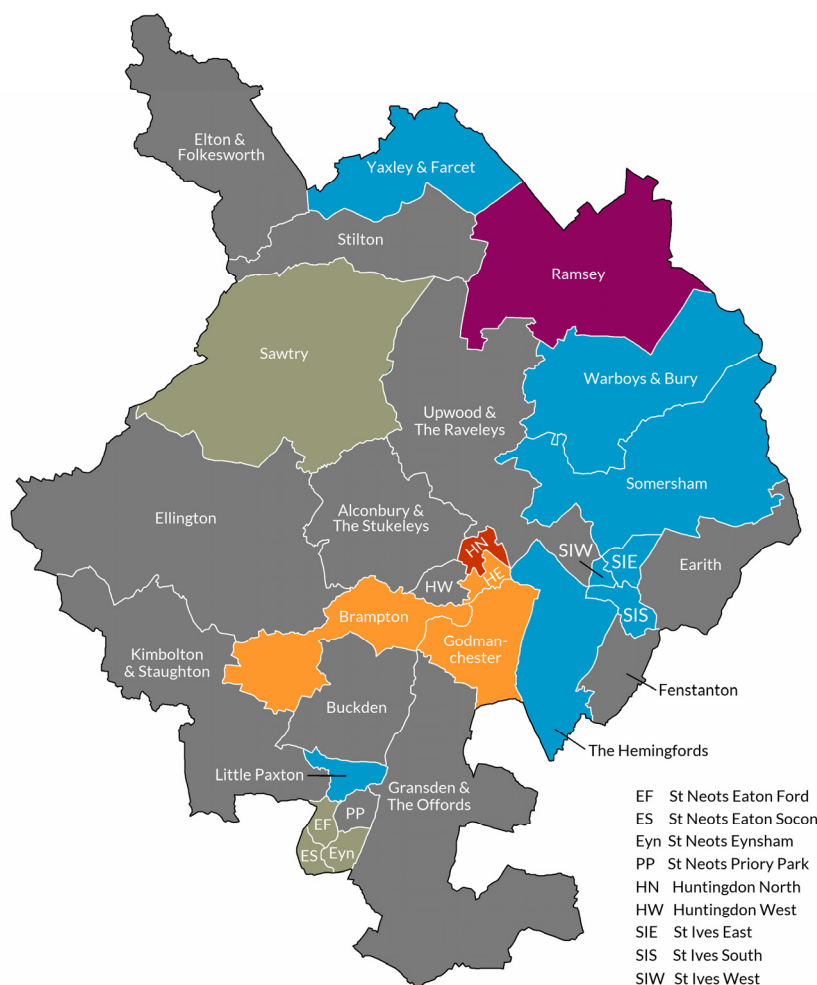 Elton &
Folkesworth
Yaxley & Farcet
Stilton
Ramsey
Sawtry
Warboys & Bury
Upwood &
The Raveleys
Somersham
Ellington
Alconbury &
The Stukeleys
HN
SIW
SIE
Earith
HE
HW
Brampton
SIS
Godman-
chester
Kimbolton
& Staughton
Fenstanton
Buckden
The Hemingfords
Little Paxton
Gransden &
The Offords
PP
EF
ES
Eyn
EF St Neots Eaton Ford
ES St Neots Eaton Socon
Eyn St Neots Eynsham
PP St Neots Priory Park
HN Huntingdon North
HW Huntingdon West
SIE St Ives East
SIS St Ives South
SIW St Ives West